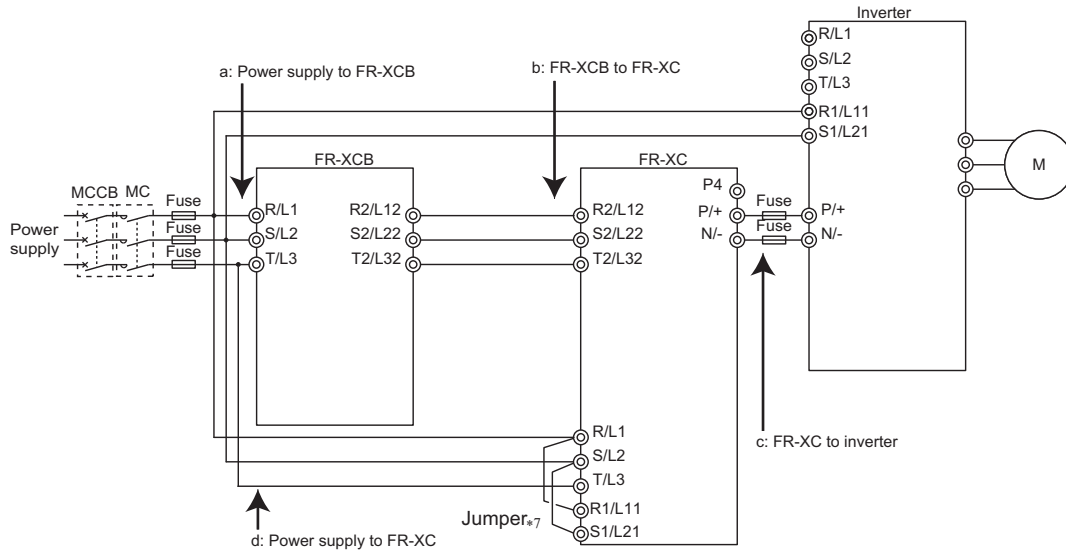 Inverter
R/L1
S/L2
T/L3
R1/L11
S1/L21
a: Power supply to FR-XCB
b: FR-XCB to FR-XC
FR-XCB
FR-XC
M
MCCB
MC
Fuse
Fuse
Fuse
Power
supply
R/L1
S/L2
T/L3
R2/L12
S2/L22
T2/L32
R2/L12
S2/L22
T2/L32
P4
P/+
N/-
Fuse
Fuse
P/+
N/-
R/L1
S/L2
T/L3
R1/L11
S1/L21
Jumper*7
c: FR-XC to inverter
d: Power supply to FR-XC